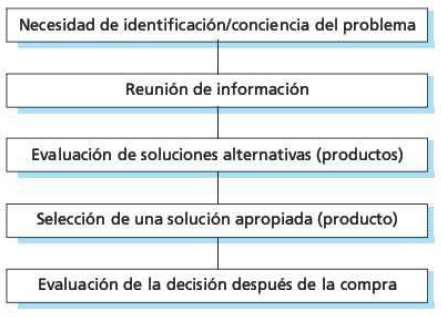 Necesidad de identificación/conciencia del problema
Reunión de información
Evaluación de soluciones alternativas (productos)
Selección de una solución apropiada (producto)
Evaluación de la decisión después de la compra